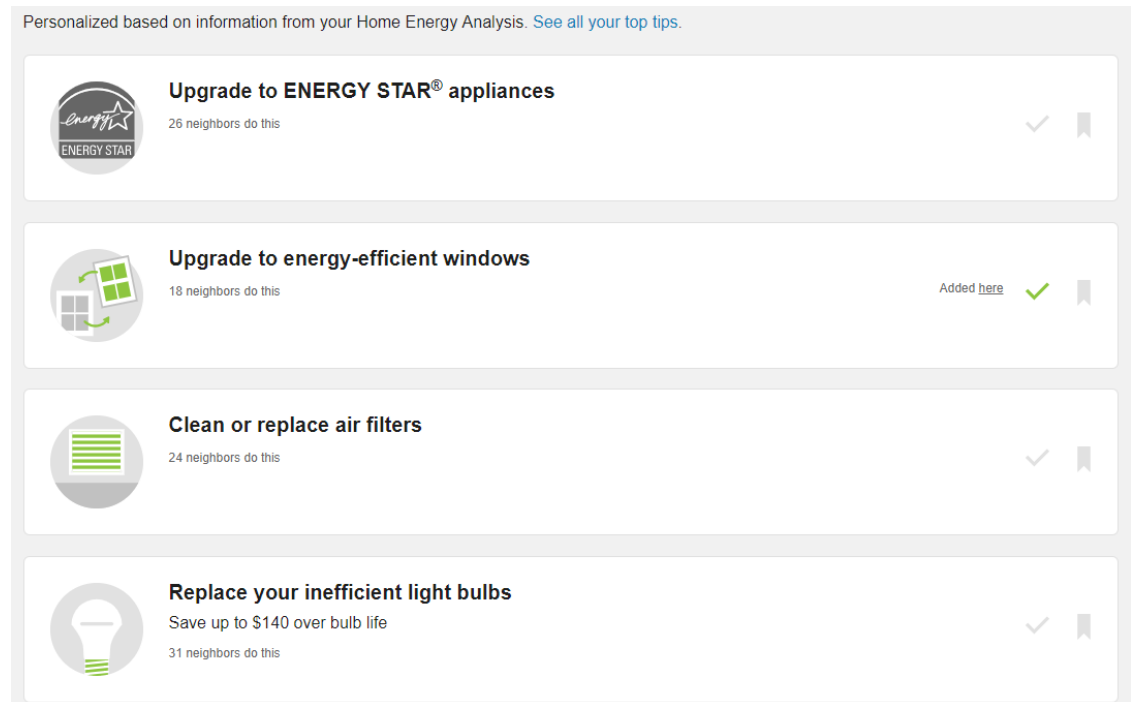 Personalized based on information from your Home Energy Analysis. See all your top tips.
energy
ENERGY STAR
Upgrade to ENERGY STAR® appliances
26 neighbors do this
Upgrade to energy-efficient windows
18 neighbors do this
Added here
Clean or replace air filters
24 neighbors do this
Replace your inefficient light bulbs
Save up to $140 over bulb life
31 neighbors do this